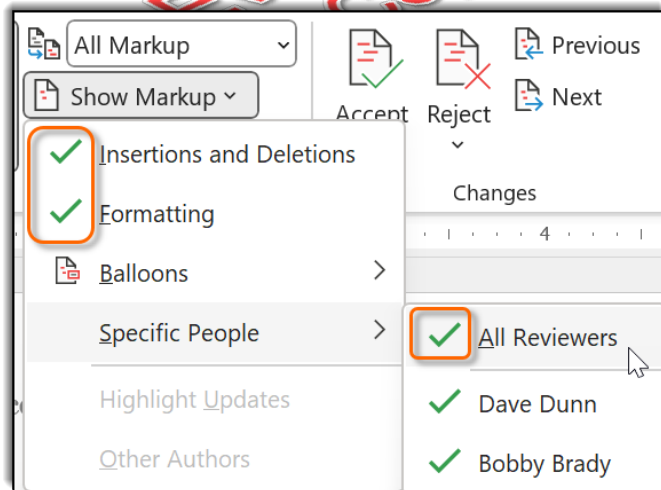 All Markup
Show Markup
Accept
Reject
Previous
Next
Changes
Insertions and Deletions
Formatting
4
Balloons
Specific People
All Reviewers
Highlight Updates
Dave Dunn
Other Authors
Bobby Brady